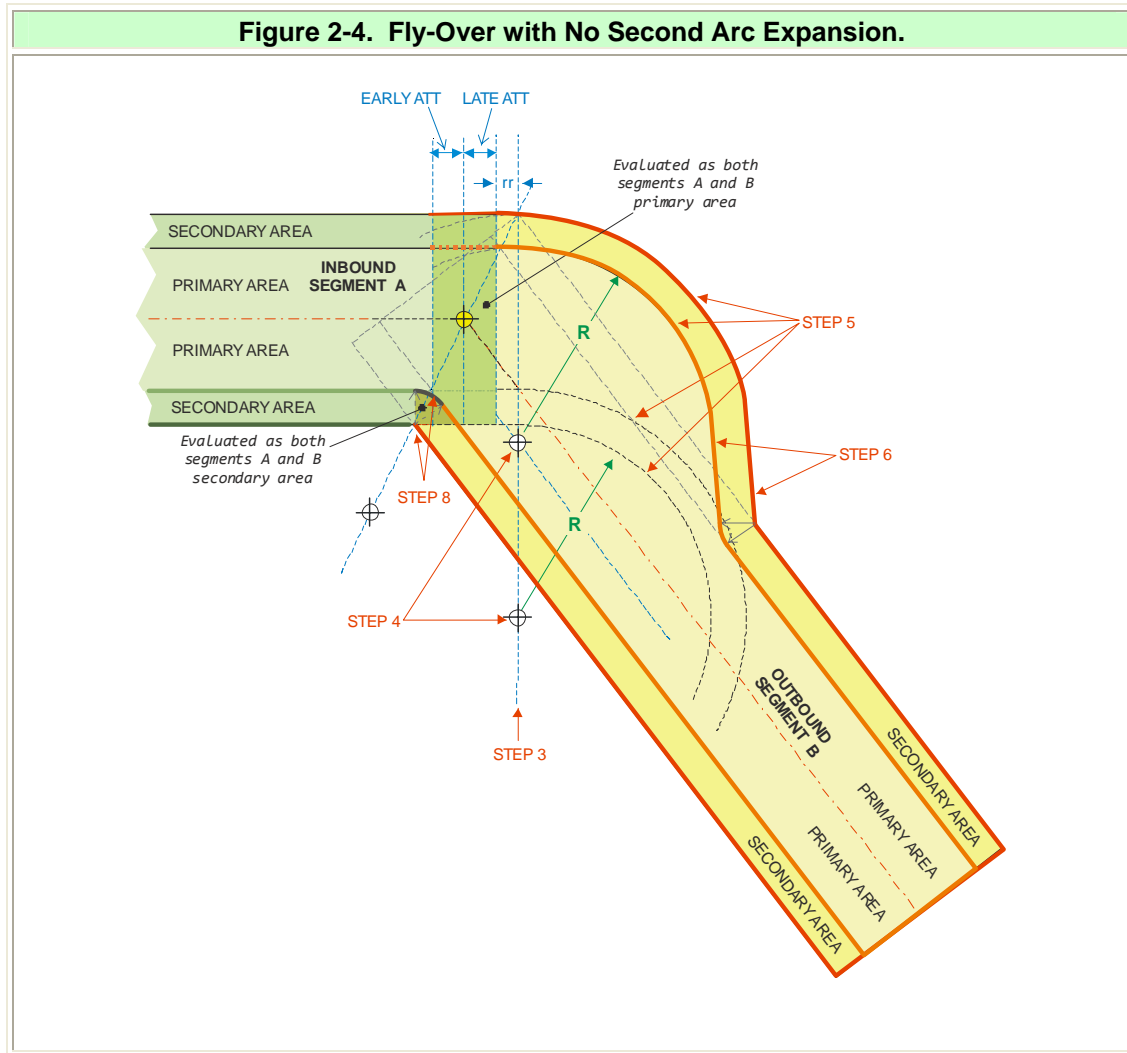 Figure 2-4. Fly-Over with No Second Arc Expansion.
EARLY ATT
LATE ATT
rr
Evaluated as both
segments A and B
primary area
SECONDARY AREA
INBOUND
SEGMENT A
PRIMARY AREA
PRIMARY AREA
SECONDARY AREA
Evaluated as both
segments A and B
secondary area
R
STEP 5
STEP 6
STEP 8
R
STEP 4
STEP 3
OUTBOUND
SEGMENT B
SECONDARY AREA
PRIMARY AREA
PRIMARY AREA
SECONDARY AREA